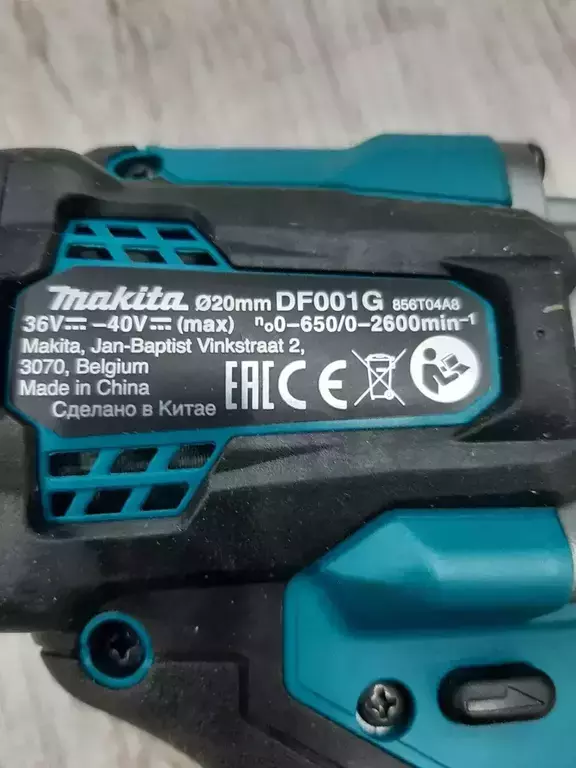 makita Ø20mm DF001G 856T04A8
36V⎓–40V⎓(max) ⁿo0–650/0–2600min⁻¹
Makita, Jan-Baptist Vinkstraat 2,
3070, Belgium
Made in China
Сделано в Китае EAC CE